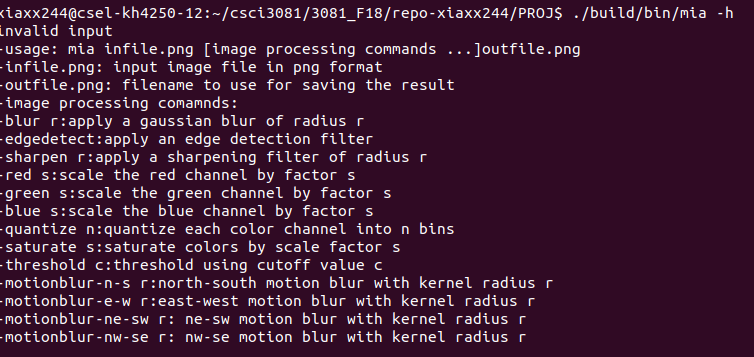 xiaxx244@csel-kh4250-12:~/csci3081/3081_F18/repo-xiaxx244/PROJ$ ./build/bin/mia -h
invalid input
-usage: mia infile.png [image processing commands ...]outfile.png
-infile.png: input image file in png format
-outfile.png: filename to use for saving the result
-image processing comamnds:
-blur r:apply a gaussian blur of radius r
-edgedetect:apply an edge detection filter
-sharpen r:apply a sharpening filter of radius r
-red s:scale the red channel by factor s
-green s:scale the green channel by factor s
-blue s:scale the blue channel by factor s
-quantize n:quantize each color channel into n bins
-saturate s:saturate colors by scale factor s
-threshold c:threshold using cutoff value c
-motionblur-n-s r:north-south motion blur with kernel radius r
-motionblur-e-w r:east-west motion blur with kernel radius r
-motionblur-ne-sw r: ne-sw motion blur with kernel radius r
-motionblur-nw-se r: nw-se motion blur with kernel radius r